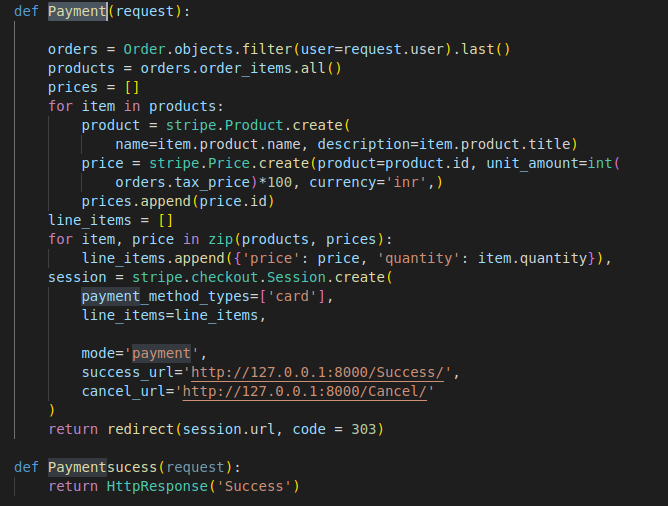 def Payment(request):
orders = Order.objects.filter(user=request.user).last()
products = orders.order_items.all()
prices = []
for item in products:
product = stripe.Product.create(
name=item.product.name, description=item.product.title)
price = stripe.Price.create(product=product.id, unit_amount=int(
orders.tax_price)*100, currency='inr',)
prices.append(price.id)
line_items = []
for item, price in zip(products, prices):
line_items.append({'price': price, 'quantity': item.quantity}),
session = stripe.checkout.Session.create(
payment_method_types=['card'],
line_items=line_items,
mode='payment',
success_url='http://127.0.0.1:8000/Success/',
cancel_url='http://127.0.0.1:8000/Cancel/'
)
return redirect(session.url, code = 303)
def Paymentsucess(request):
return HttpResponse('Success')